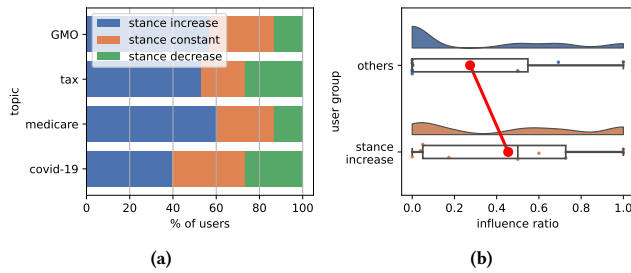 stance increase
stance constant
stance decrease
GMO
tax
medicare
covid-19
topic
0 20 40 60 80 100
% of users
(a)
others
stance
increase
user group
0.0 0.2 0.4 0.6 0.8 1.0
influence ratio
(b)